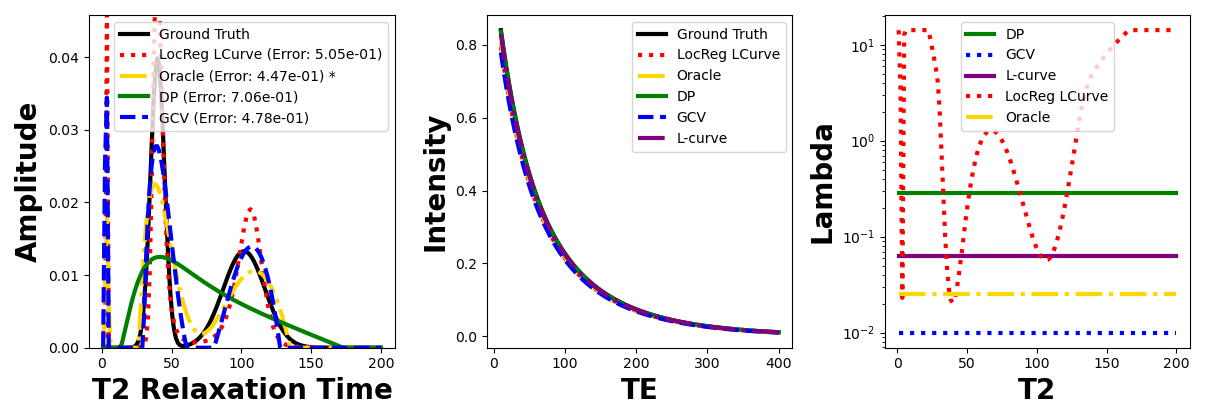 Amplitude
0.04
0.03
0.02
0.01
0.00
0
50
100
150
200
T2 Relaxation Time
Ground Truth
LocReg LCurve (Error: 5.05e-01)
Oracle (Error: 4.47e-01) *
DP (Error: 7.06e-01)
GCV (Error: 4.78e-01)
Intensity
0.8
0.6
0.4
0.2
0.0
0
100
200
300
400
TE
Ground Truth
LocReg LCurve
Oracle
DP
GCV
L-curve
Lambda
10^1
10^0
10^-1
10^-2
0
50
100
150
200
T2
DP
GCV
L-curve
LocReg LCurve
Oracle